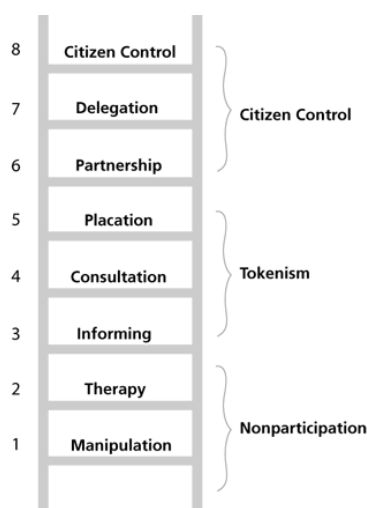 8 Citizen Control
7 Delegation
Citizen Control
6 Partnership
5 Placation
4 Consultation
Tokenism
3 Informing
2 Therapy
Nonparticipation
1 Manipulation